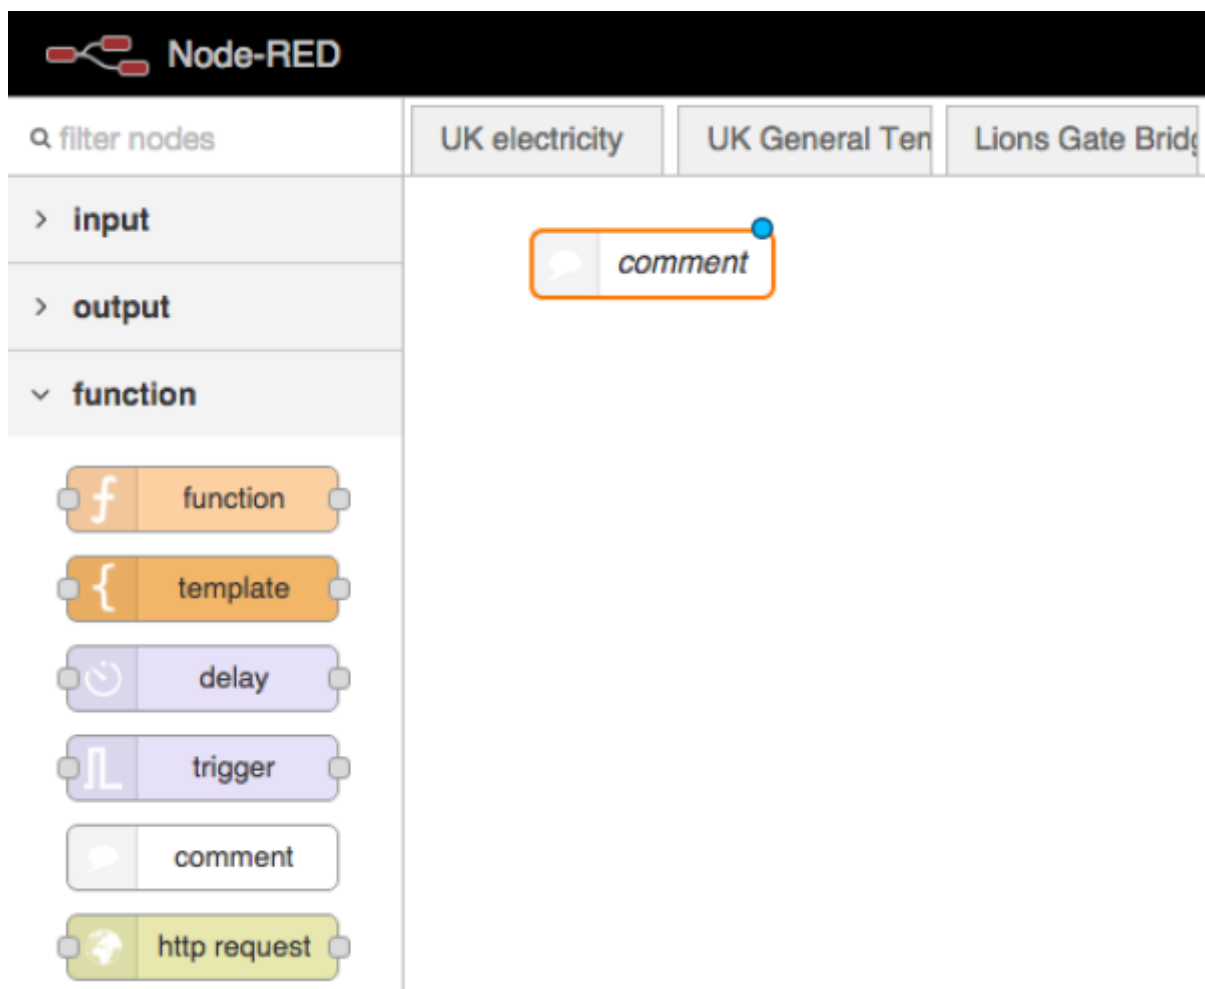 Node-RED
filter nodes
UK electricity
UK General Ten
Lions Gate Bridg
input
output
function
comment
function
template
delay
trigger
comment
http request